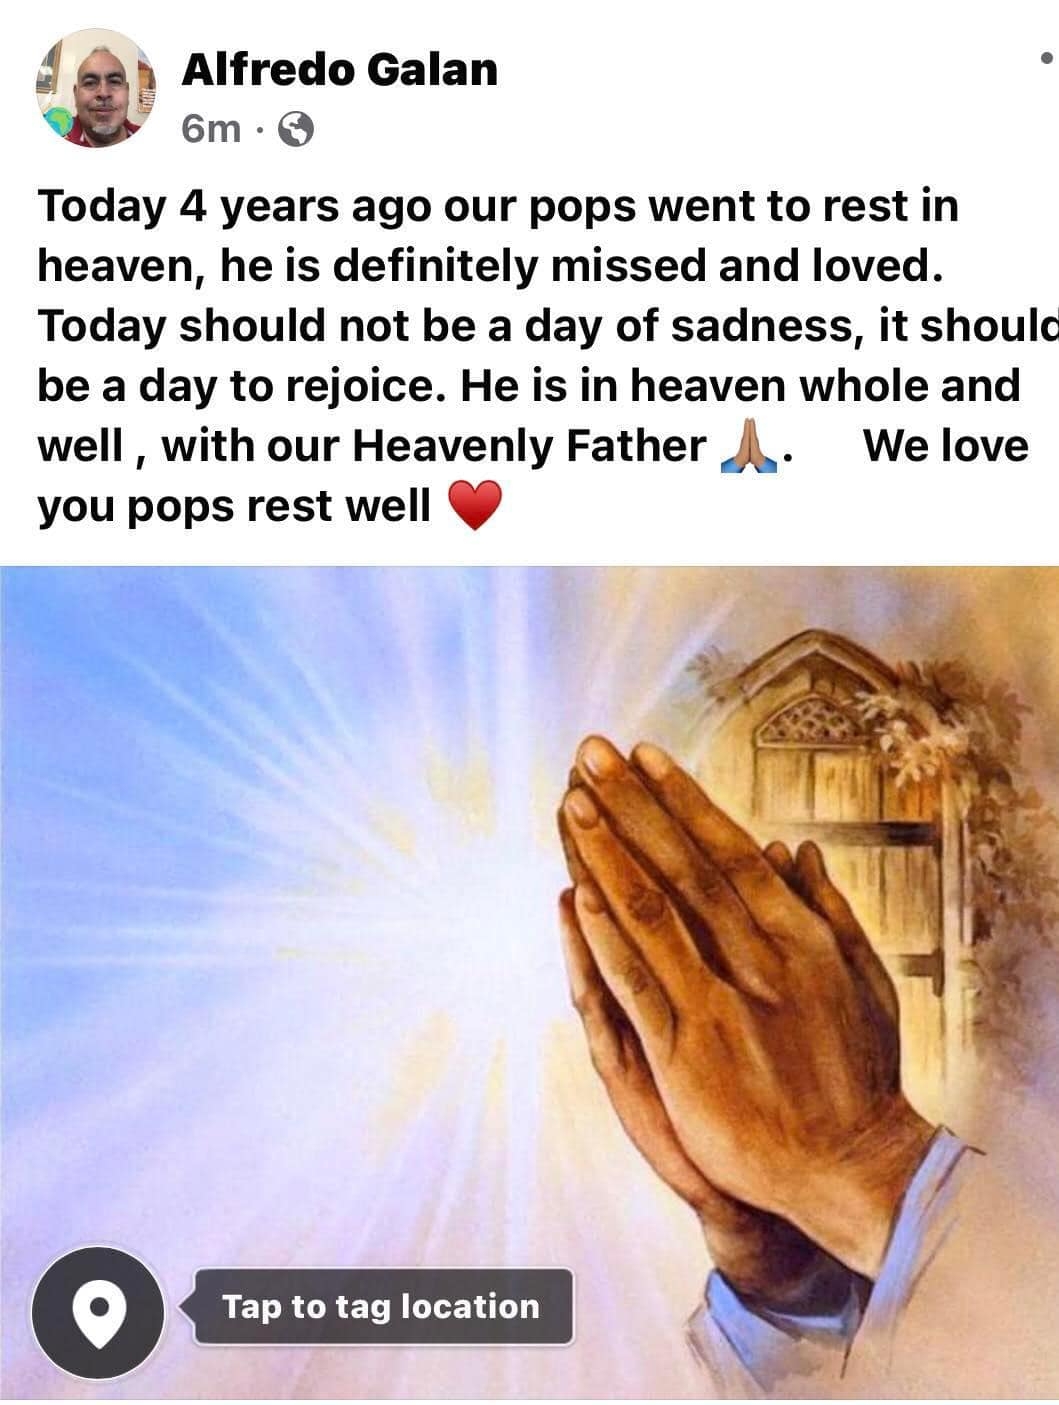 Alfredo Galan
6m ·
Today 4 years ago our pops went to rest in
heaven, he is definitely missed and loved.
Today should not be a day of sadness, it should
be a day to rejoice. He is in heaven whole and
well , with our Heavenly Father 🙏🏽. We love
you pops rest well ♥️
Tap to tag location